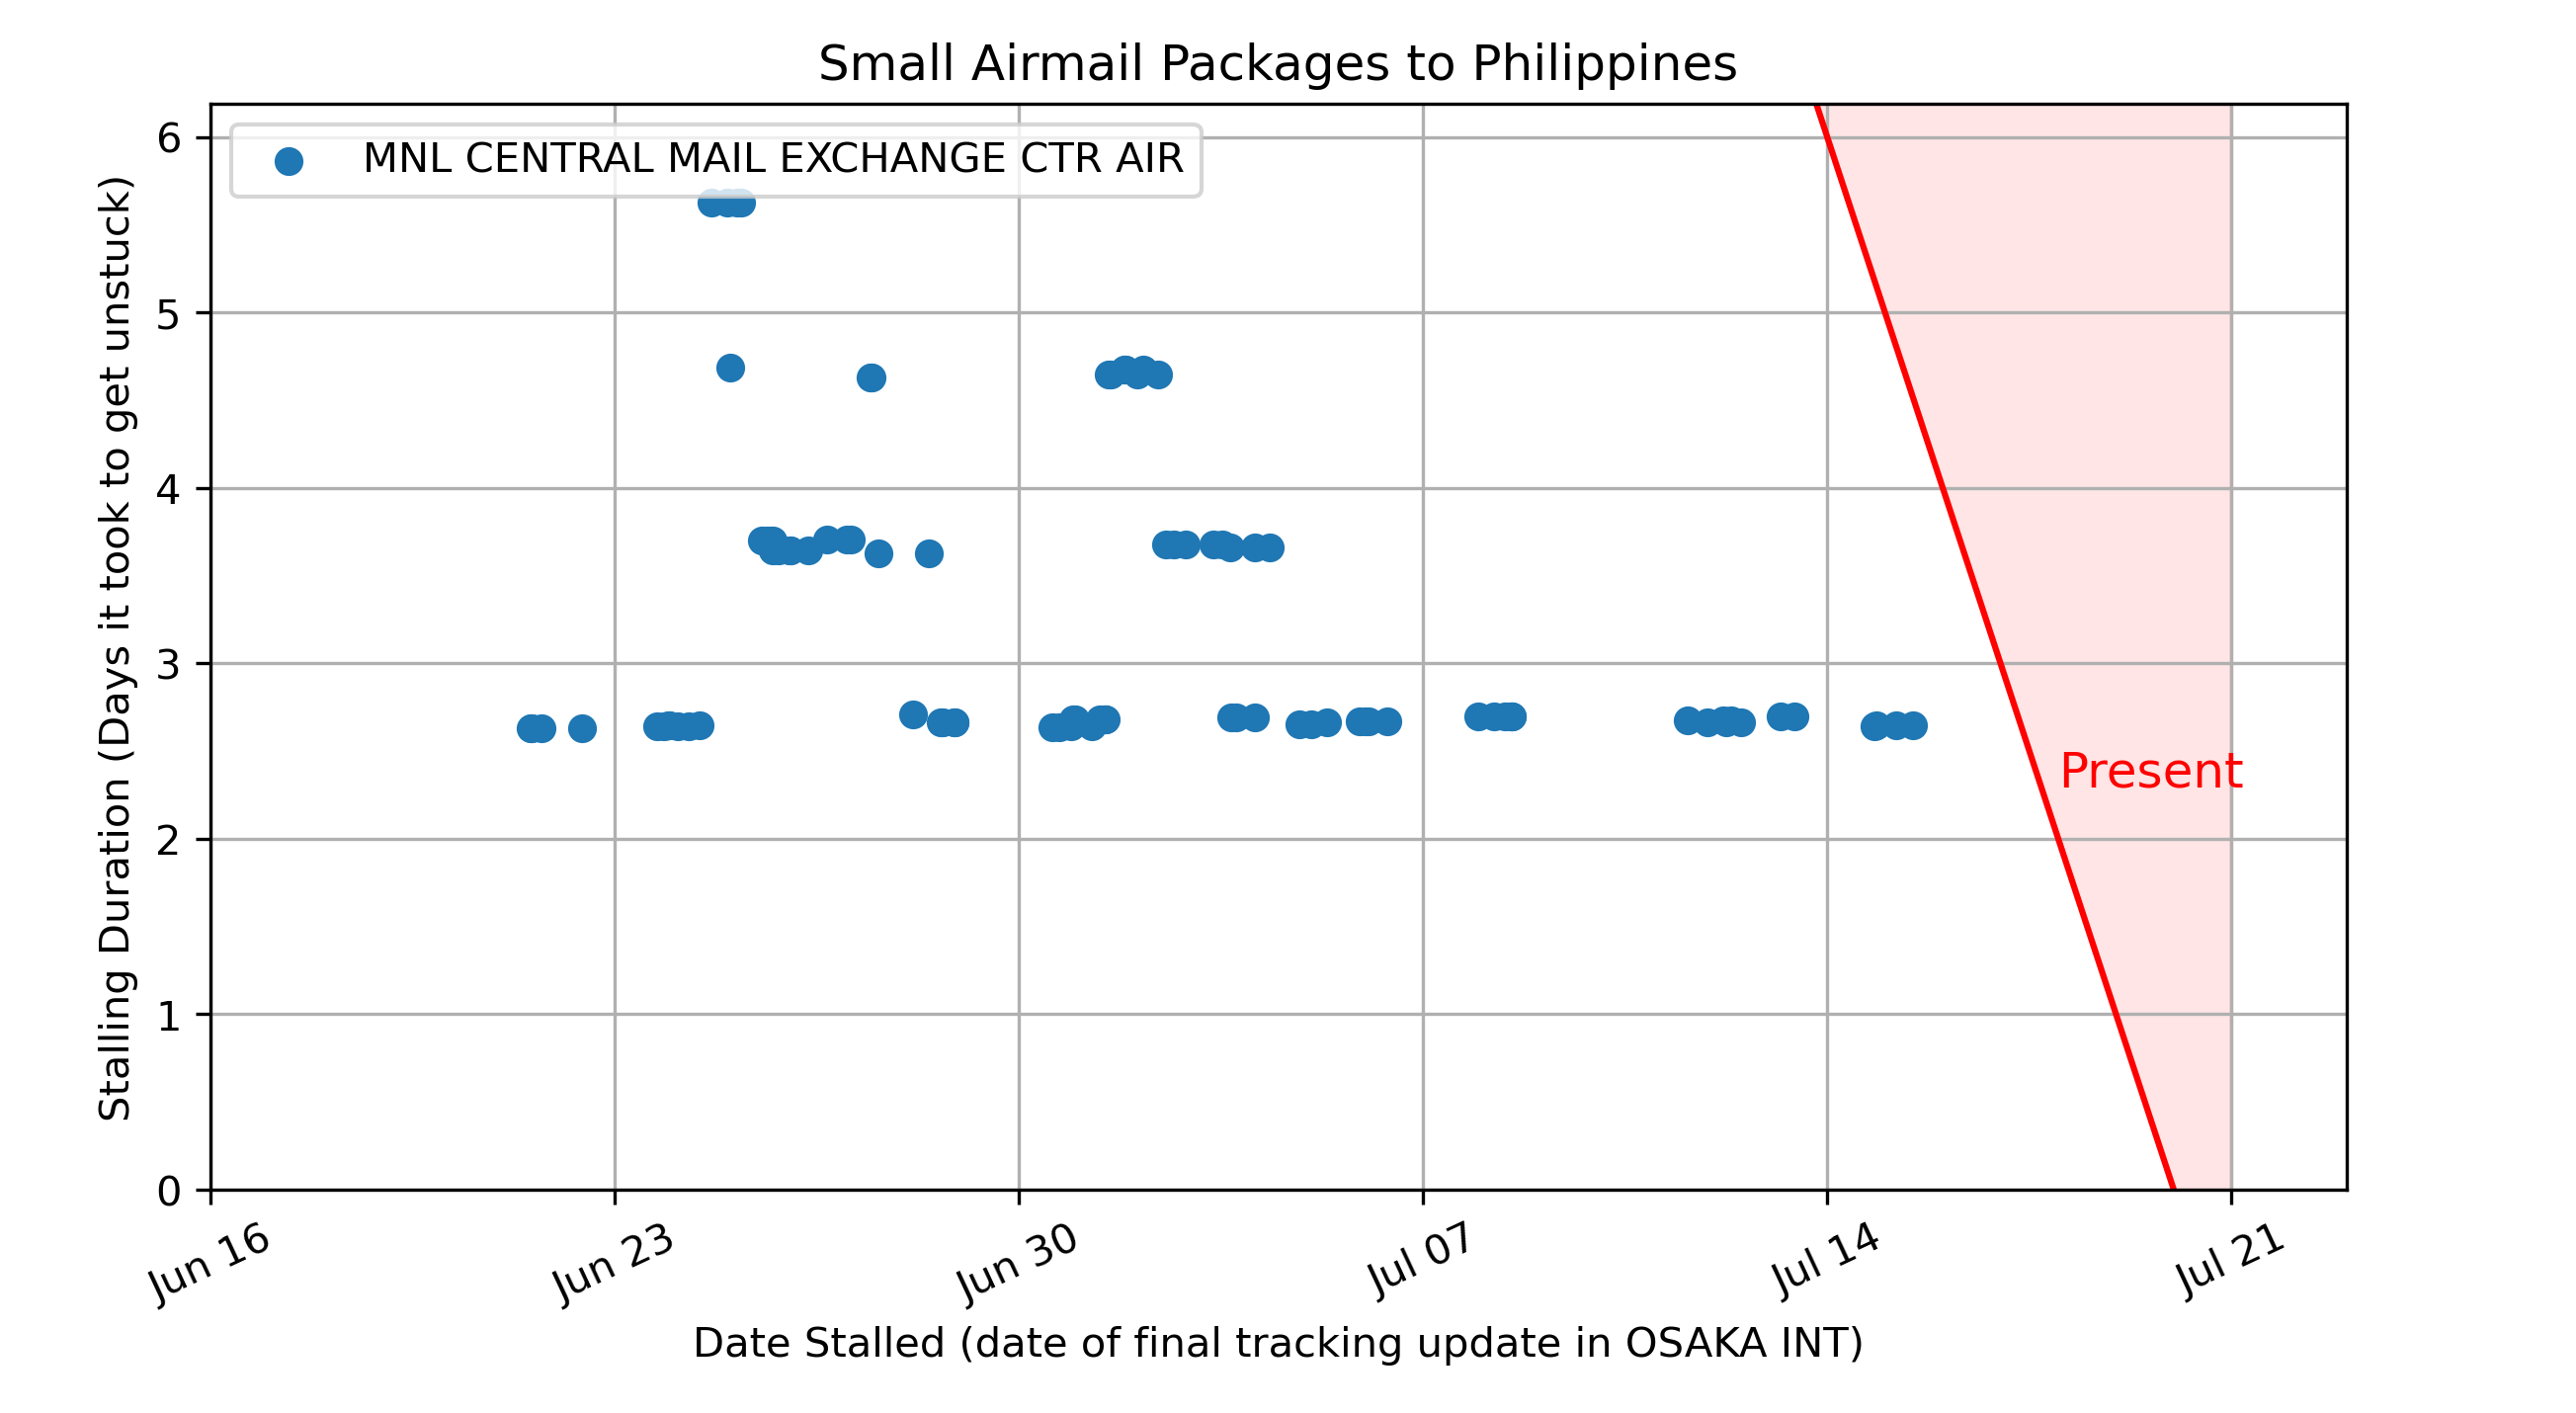 Small Airmail Packages to Philippines
MNL CENTRAL MAIL EXCHANGE CTR AIR
Stalling Duration (Days it took to get unstuck)
6
5
4
3
2
1
0
Present
Jun 16
Jun 23
Jun 30
Jul 07
Jul 14
Jul 21
Date Stalled (date of final tracking update in OSAKA INT)